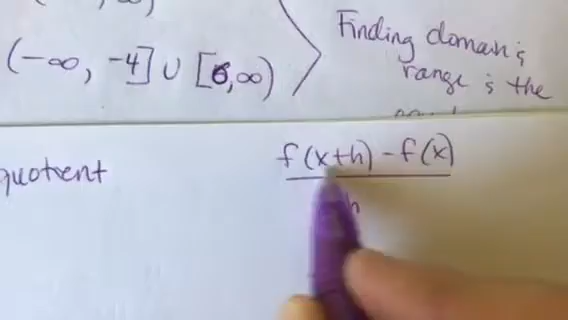 (-∞, -4] ∪ [6,∞)
Finding domain &
range is the
quotient
f(x+h) - f(x)
h